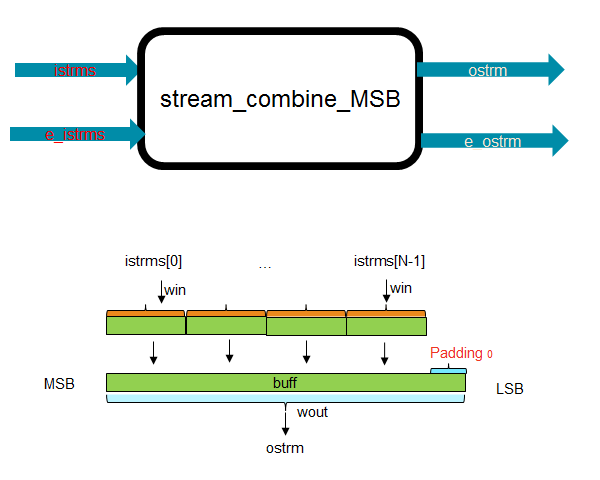 istrms
ostrm
stream_combine_MSB
e_istrms
e_ostrm
istrms[0]
...
istrms[N-1]
win
win
Padding 0
MSB
buff
LSB
wout
ostrm